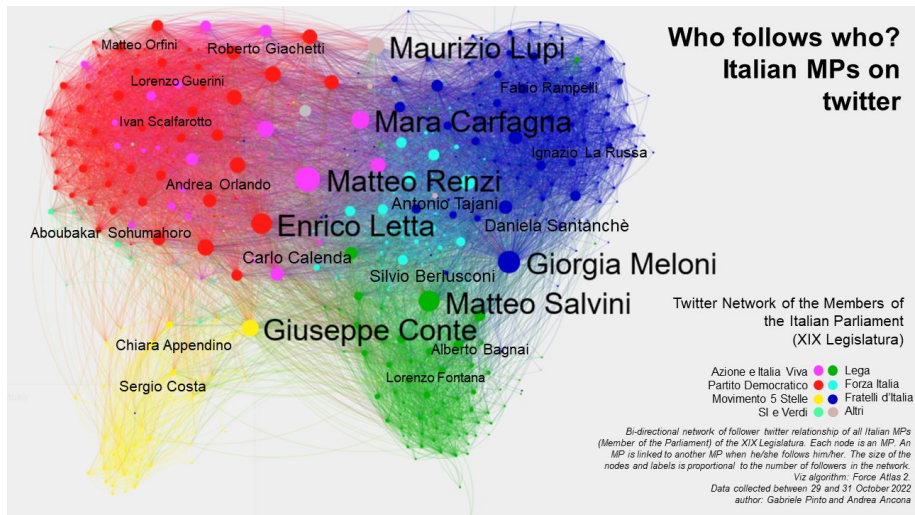 Who follows who?
Italian MPs on
twitter
Matteo Orfini
Roberto Giachetti
Maurizio Lupi
Lorenzo Guerini
Fabio Rampelli
Ivan Scalfarotto
Mara Carfagna
Ignazio La Russa
Andrea Orlando
Matteo Renzi
Antonio Tajani
Aboubakar Sohumahoro
Enrico Letta
Daniela Santànchè
Carlo Calenda
Silvio Berlusconi
Giorgia Meloni
Matteo Salvini
Giuseppe Conte
Chiara Appendino
Alberto Bagnai
Sergio Costa
Lorenzo Fontana
Twitter Network of the Members of
the Italian Parliament
(XIX Legislatura)
Azione e Italia Viva Lega
Partito Democratico Forza Italia
Movimento 5 Stelle Fratelli d'Italia
SI e Verdi Altri
Bi-directional network of follower twitter relationship of all Italian MPs
(Member of the Parliament) of the XIX Legislatura. Each node is an MP. An
MP is linked to another MP when he/she follows him/her. The size of the
nodes and labels is proportional to the number of followers in the network.
Viz algorithm: Force Atlas 2.
Data collected between 29 and 31 October 2022
author: Gabriele Pinto and Andrea Ancona